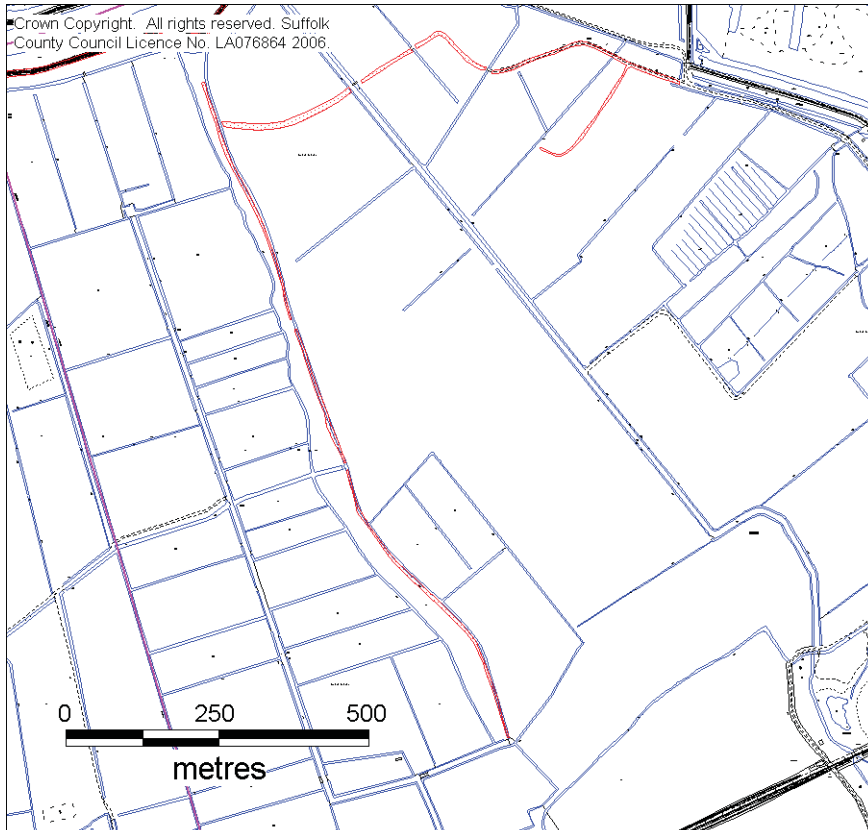 Crown Copyright.  All rights reserved. Suffolk
County Council Licence No. LA076864 2006.
0 250 500
metres